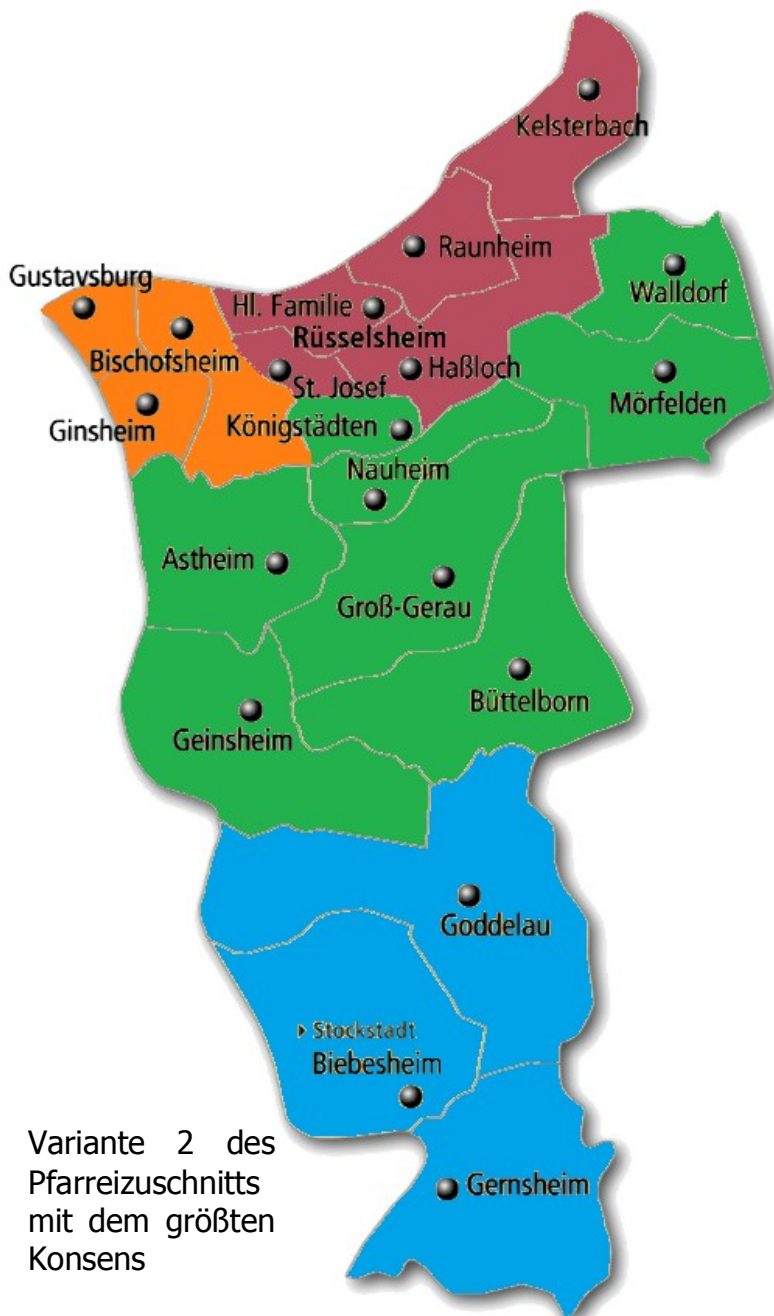 Kelsterbach
Raunheim
Gustavsburg
Walldorf
Hl. Familie
Rüsselsheim
Bischofsheim
Haßloch
St. Josef
Mörfelden
Ginsheim
Königstädten
Nauheim
Astheim
Groß-Gerau
Büttelborn
Geinsheim
Goddelau
Stockstadt
Biebesheim
Gernsheim
Variante 2 des
Pfarreizuschnitts
mit dem größten
Konsens